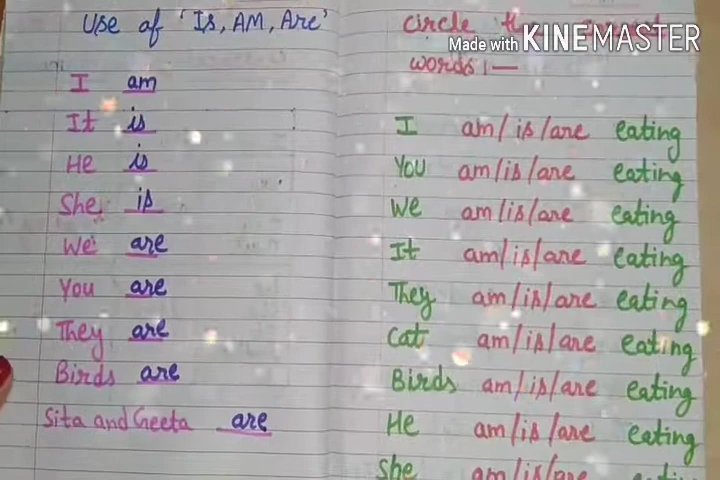 Use of 'Is, AM, Are'
I am
It is
He is
She is
We are
You are
They are
Birds are
Sita and Geeta are
Circle
words :—
Made with KINEMASTER
I am/is/are eating
You am/is/are eating
We am/is/are eating
It am/is/are eating
They am/is/are eating
Cat am/is/are eating
Birds am/is/are eating
He am/is/are eating
She am/is/are